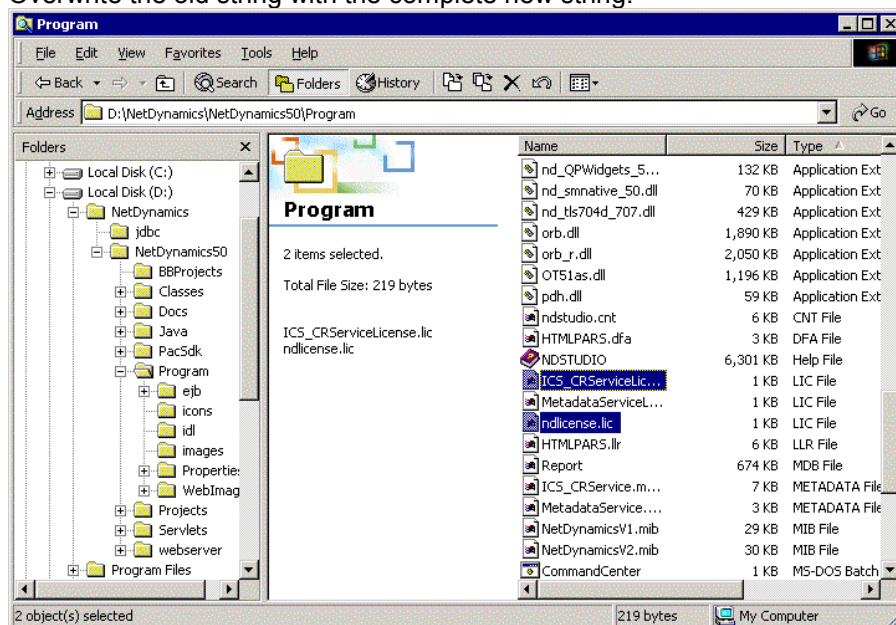 Overwrite the old string with the complete new string.
Program
File Edit View Favorites Tools Help
Back Search Folders History
Address D:\NetDynamics\NetDynamics50\Program Go
Folders
Local Disk (C:)
Local Disk (D:)
NetDynamics
jdbc
NetDynamics50
BBProjects
Classes
Docs
Java
PacSdk
Program
ejb
icons
idl
images
Propertie
WebImag
Projects
Servlets
webserver
Program Files
Program
2 items selected.
Total File Size: 219 bytes
ICS_CRServiceLicense.lic
ndlicense.lic
Name Size Type
nd_QPWidgets_5... 132 KB Application Ext
nd_smnative_50.dll 70 KB Application Ext
nd_tls704d_707.dll 429 KB Application Ext
orb.dll 1,890 KB Application Ext
orb_r.dll 2,050 KB Application Ext
OT51as.dll 1,196 KB Application Ext
pdh.dll 59 KB Application Ext
ndstudio.cnt 6 KB CNT File
HTMLPARS.dfa 3 KB DFA File
NDSTUDIO 6,301 KB Help File
ICS_CRServiceLic... 1 KB LIC File
MetadataServiceL... 1 KB LIC File
ndlicense.lic 1 KB LIC File
HTMLPARS.llr 6 KB LLR File
Report 674 KB MDB File
ICS_CRService.m... 7 KB METADATA File
MetadataService.... 3 KB METADATA File
NetDynamicsV1.mib 29 KB MIB File
NetDynamicsV2.mib 30 KB MIB File
CommandCenter 1 KB MS-DOS Batch
2 object(s) selected 219 bytes My Computer